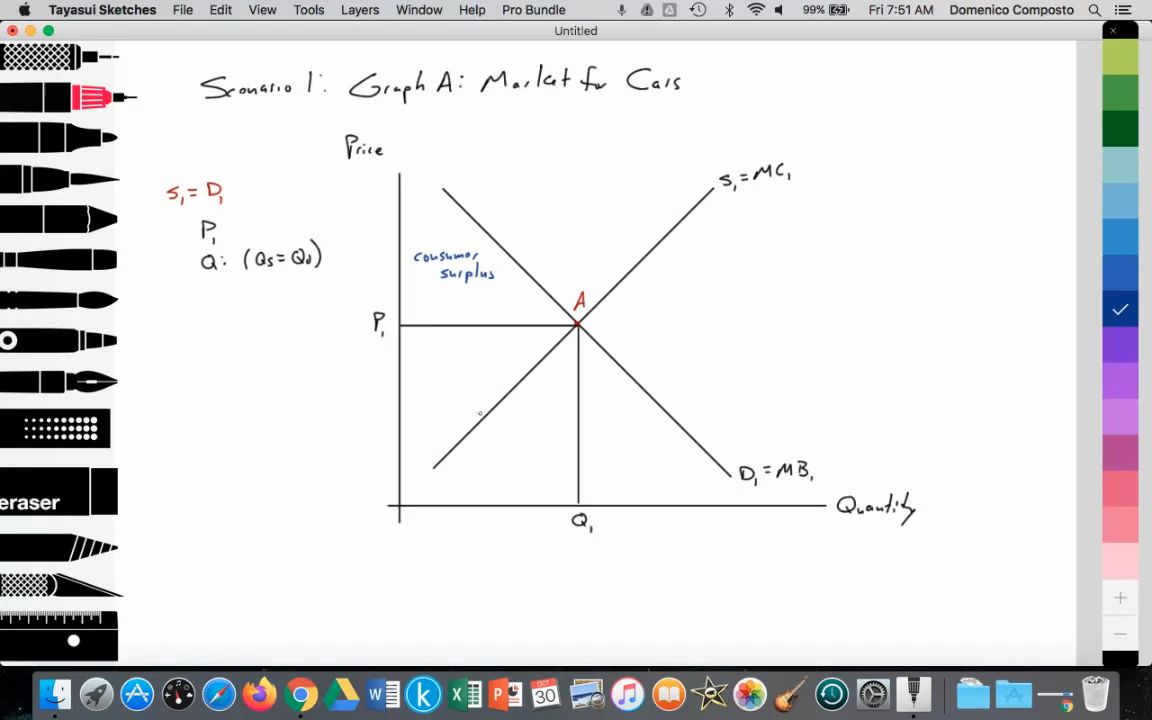 Tayasui Sketches File Edit View Tools Layers Window Help Pro Bundle 99% Fri 7:51 AM Domenico Composto
Untitled
Scenario 1: Graph A: Market for Cars
Price
S₁ = MC₁
S₁ = D₁
P₁
Q: (Qs = Qd)
consumer
surplus
A
P₁
D₁ = MB₁
Quantity
Q₁
eraser
OCT
30